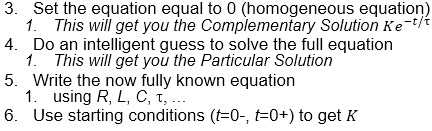 3. Set the equation equal to 0 (homogeneous equation)
1. This will get you the Complementary Solution Ke^{-t/τ}
4. Do an intelligent guess to solve the full equation
1. This will get you the Particular Solution
5. Write the now fully known equation
1. using R, L, C, τ, ...
6. Use starting conditions (t=0-, t=0+) to get K